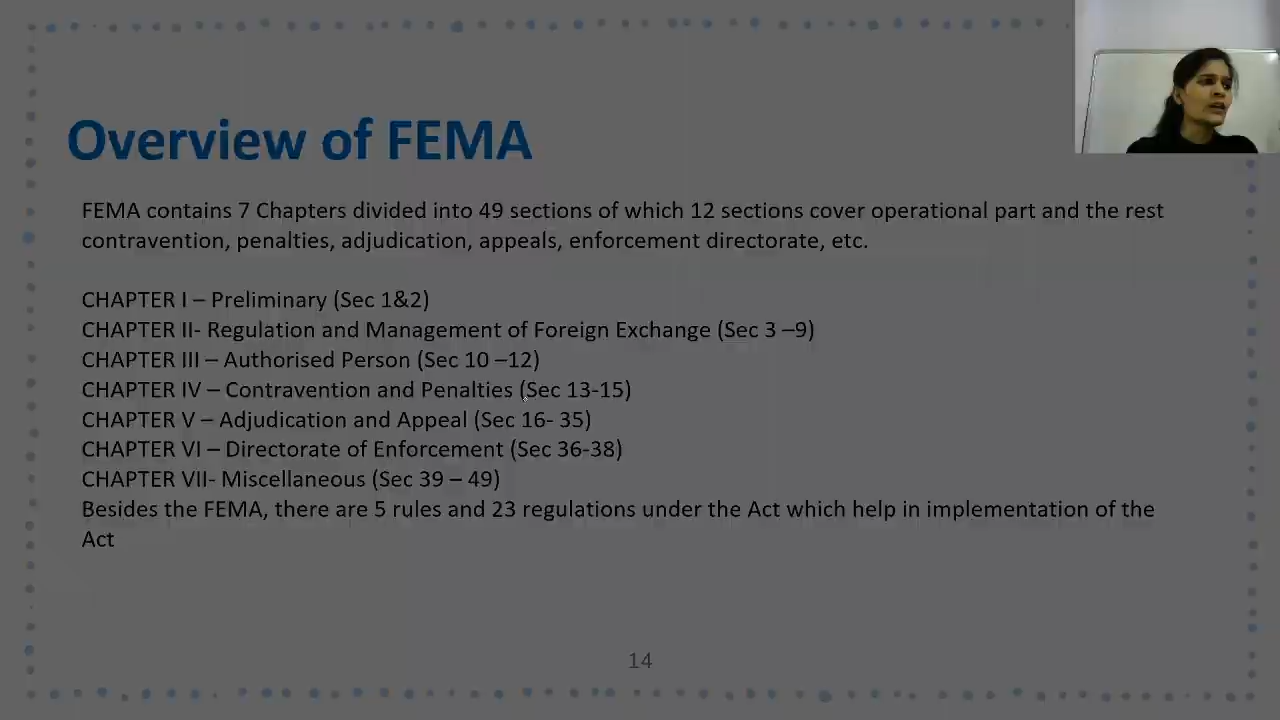 Overview of FEMA
FEMA contains 7 Chapters divided into 49 sections of which 12 sections cover operational part and the rest
contravention, penalties, adjudication, appeals, enforcement directorate, etc.
CHAPTER I – Preliminary (Sec 1&2)
CHAPTER II- Regulation and Management of Foreign Exchange (Sec 3 –9)
CHAPTER III – Authorised Person (Sec 10 –12)
CHAPTER IV – Contravention and Penalties (Sec 13-15)
CHAPTER V – Adjudication and Appeal (Sec 16- 35)
CHAPTER VI – Directorate of Enforcement (Sec 36-38)
CHAPTER VII- Miscellaneous (Sec 39 – 49)
Besides the FEMA, there are 5 rules and 23 regulations under the Act which help in implementation of the
Act
14